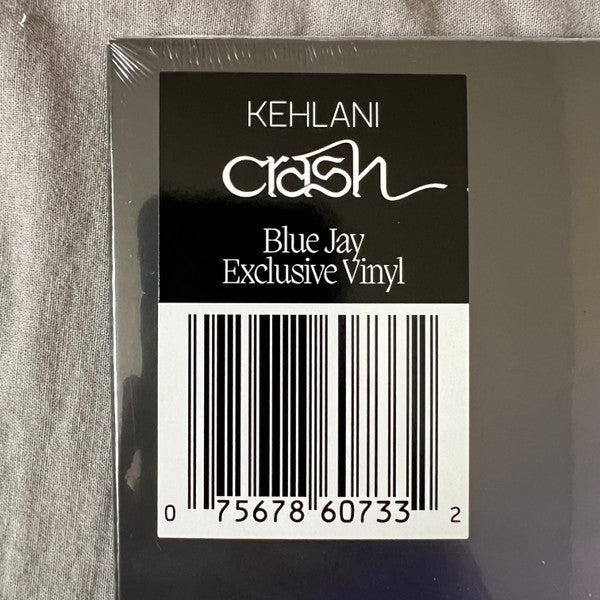 KEHLANI
crash
Blue Jay
Exclusive Vinyl
0 75678 60733 2